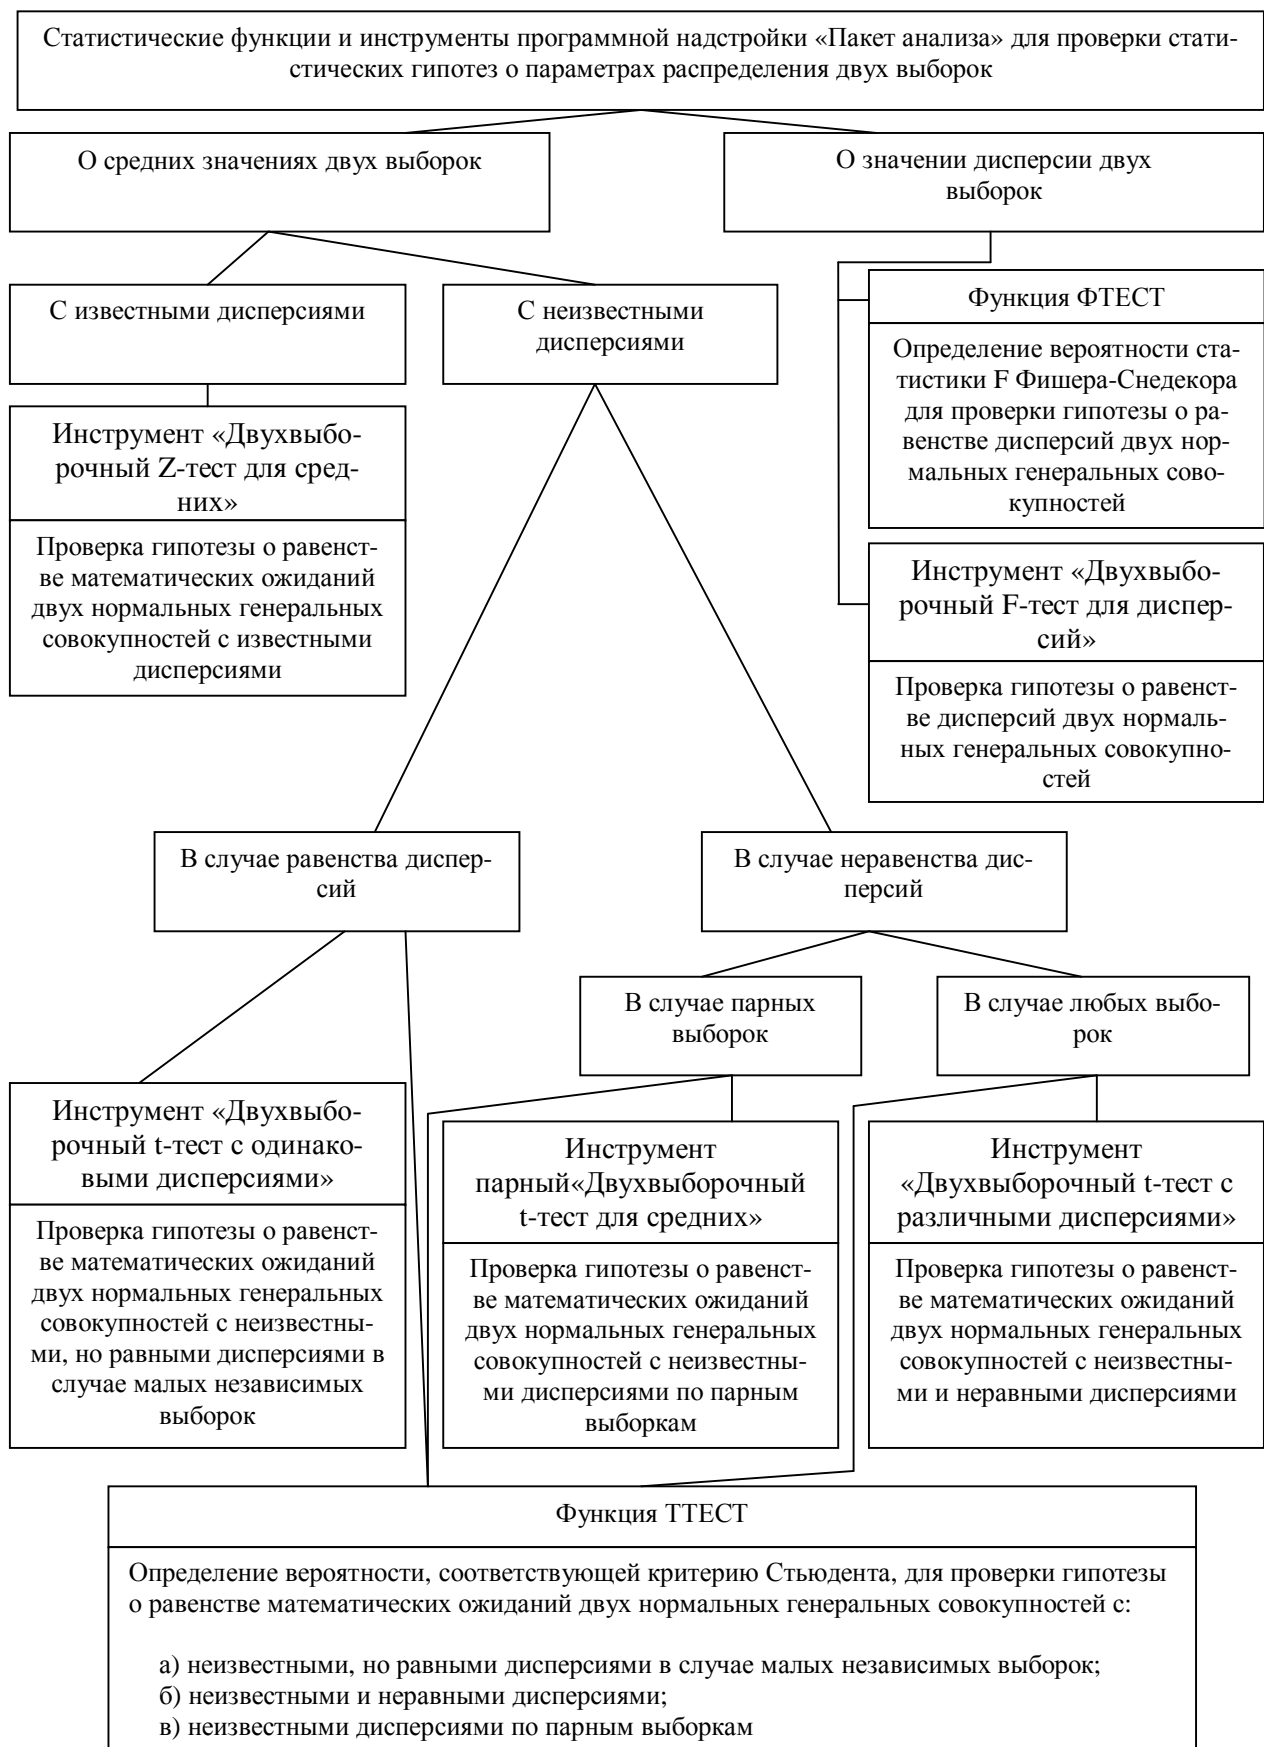 Статистические функции и инструменты программной надстройки «Пакет анализа» для проверки стати-
стических гипотез о параметрах распределения двух выборок
О средних значениях двух выборок
О значении дисперсии двух
выборок
С известными дисперсиями
С неизвестными
дисперсиями
Функция ФТЕСТ
Определение вероятности ста-
тистики F Фишера-Снедекора
для проверки гипотезы о ра-
венстве дисперсий двух нор-
мальных генеральных сово-
купностей
Инструмент «Двухвыбо-
рочный Z-тест для сред-
них»
Проверка гипотезы о равенст-
ве математических ожиданий
двух нормальных генеральных
совокупностей с известными
дисперсиями
Инструмент «Двухвыбо-
рочный F-тест для диспер-
сий»
Проверка гипотезы о равенст-
ве дисперсий двух нормаль-
ных генеральных совокупно-
стей
В случае равенства диспер-
сий
В случае неравенства дис-
персий
В случае парных
выборок
В случае любых выбо-
рок
Инструмент «Двухвыбо-
рочный t-тест с одинако-
выми дисперсиями»
Проверка гипотезы о равенст-
ве математических ожиданий
двух нормальных генеральных
совокупностей с неизвестны-
ми, но равными дисперсиями в
случае малых независимых
выборок
Инструмент
парный«Двухвыборочный
t-тест для средних»
Проверка гипотезы о равенст-
ве математических ожиданий
двух нормальных генеральных
совокупностей с неизвестны-
ми дисперсиями по парным
выборкам
Инструмент
«Двухвыборочный t-тест с
различными дисперсиями»
Проверка гипотезы о равенст-
ве математических ожиданий
двух нормальных генеральных
совокупностей с неизвестны-
ми и неравными дисперсиями
Функция ТТЕСТ
Определение вероятности, соответствующей критерию Стьюдента, для проверки гипотезы
о равенстве математических ожиданий двух нормальных генеральных совокупностей с:
а) неизвестными, но равными дисперсиями в случае малых независимых выборок;
б) неизвестными и неравными дисперсиями;
в) неизвестными дисперсиями по парным выборкам